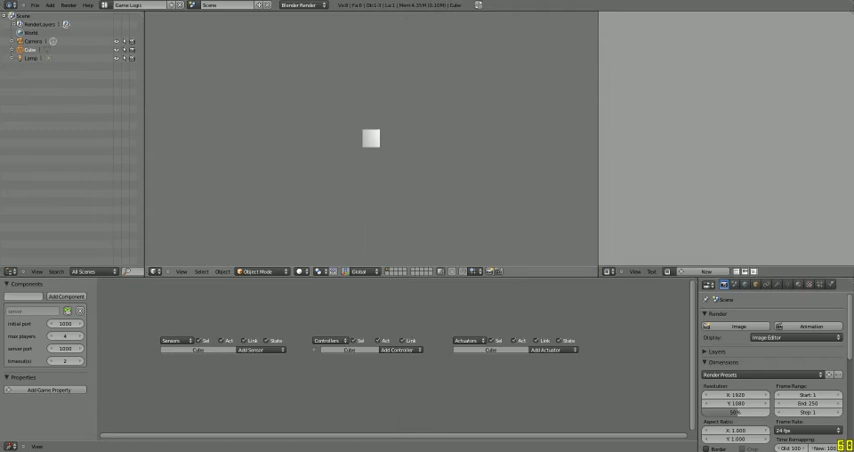 File Add Render Help Game Logic Scene Blender Render
Scene
RenderLayers
World
Camera
Cube
Lamp
View Search All Scenes
View Select Object Object Mode Global
View Text New
Components
Add Component
server
initial port 1000
max players 4
server port 1000
timeout(s) 2
Properties
Add Game Property
Sensors Sel Act Link State
Cube Add Sensor
Controllers Sel Act Link
Cube Add Controller
Actuators Sel Act Link State
Cube Add Actuator
View
Scene
Render
Image Animation
Display: Image Editor
Layers
Dimensions
Render Presets
Resolution: Frame Range:
X: 1920 Start: 1
Y: 1080 End: 250
50% Step: 1
Aspect Ratio: Frame Rate:
X: 1.000 24 fps
Y: 1.000 Time Remapping:
Border Crop Old: 100 New: 100
60